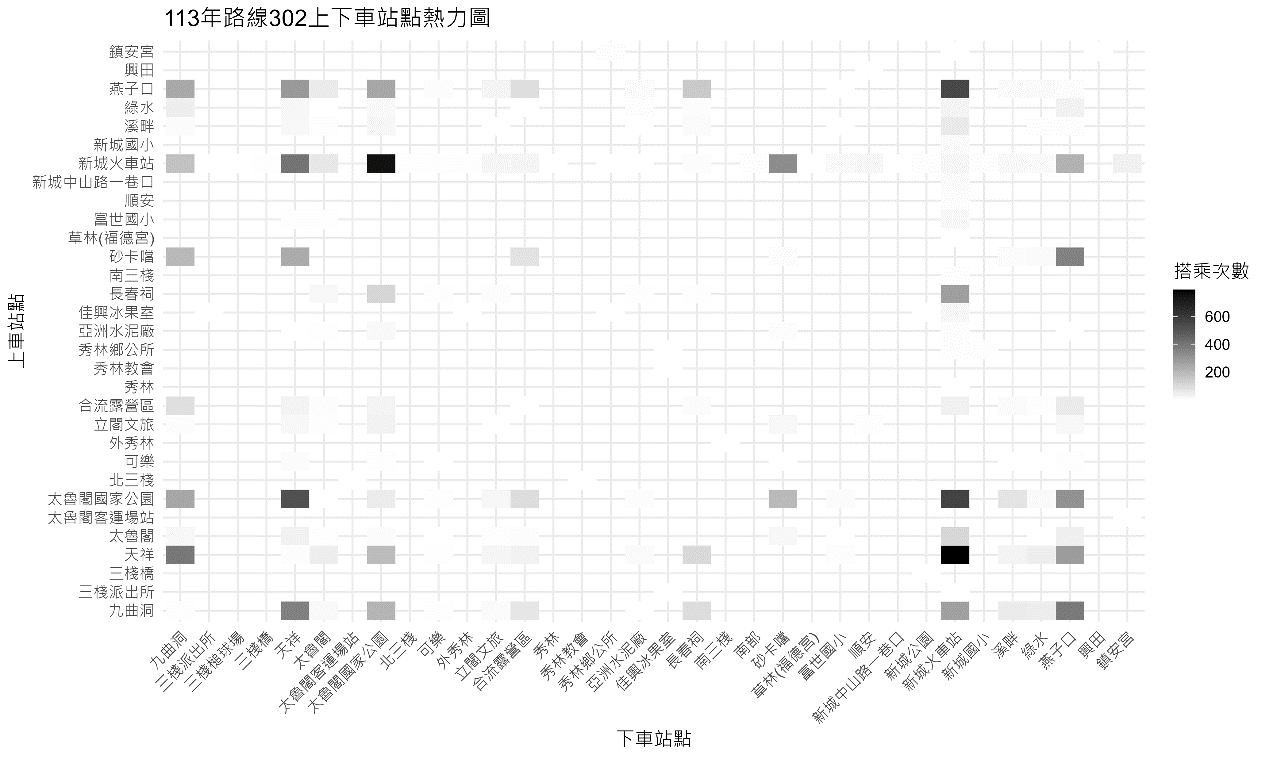 113年路線302上下車站點熱力圖
上車站點
鎮安宮
興田
燕子口
綠水
溪畔
新城國小
新城火車站
新城中山路一巷口
順安
富世國小
草林(福德宮)
砂卡噹
南三棧
長春祠
佳興冰果室
亞洲水泥廠
秀林鄉公所
秀林教會
秀林
合流露營區
立閣文旅
外秀林
可樂
北三棧
太魯閣國家公園
太魯閣客運場站
太魯閣
天祥
三棧橋
三棧派出所
九曲洞
九曲洞
三棧派出所
三棧槌球場
三棧橋
天祥
太魯閣
太魯閣客運場站
太魯閣國家公園
北三棧
可樂
外秀林
立閣文旅
合流露營區
秀林
秀林教會
秀林鄉公所
亞洲水泥廠
佳興冰果室
長春祠
南三棧
南部
砂卡噹
草林(福德宮)
富世國小
順安
新城中山路一巷口
新城公園
新城火車站
新城國小
溪畔
綠水
燕子口
興田
鎮安宮
下車站點
搭乘次數
600
400
200